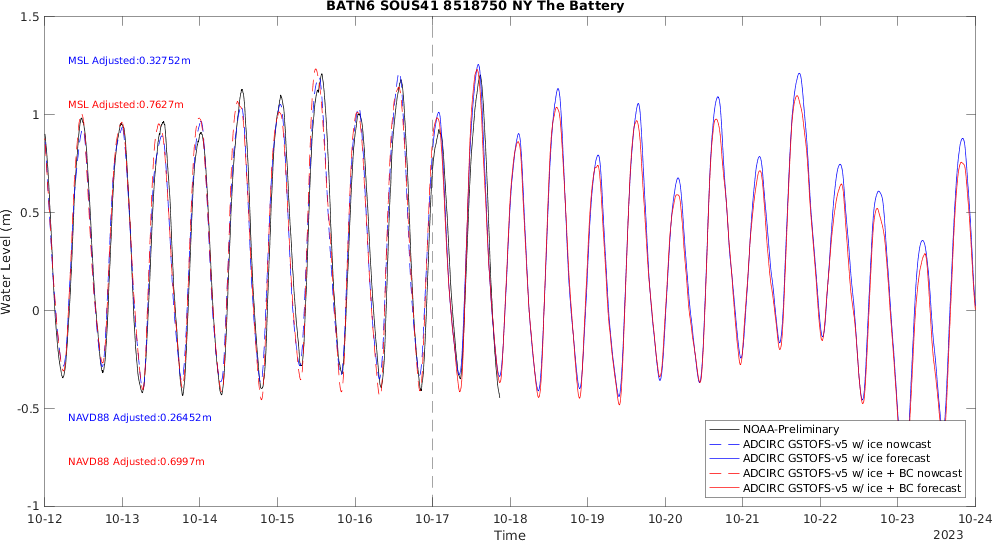 BATN6 SOUS41 8518750 NY The Battery
1.5
MSL Adjusted:0.32752m
MSL Adjusted:0.7627m
1
0.5
Water Level (m)
0
-0.5
NAVD88 Adjusted:0.26452m
NAVD88 Adjusted:0.6997m
NOAA-Preliminary
ADCIRC GSTOFS-v5 w/ ice nowcast
ADCIRC GSTOFS-v5 w/ ice forecast
ADCIRC GSTOFS-v5 w/ ice + BC nowcast
ADCIRC GSTOFS-v5 w/ ice + BC forecast
-1
10-12 10-13 10-14 10-15 10-16 10-17 10-18 10-19 10-20 10-21 10-22 10-23 10-24
Time
2023